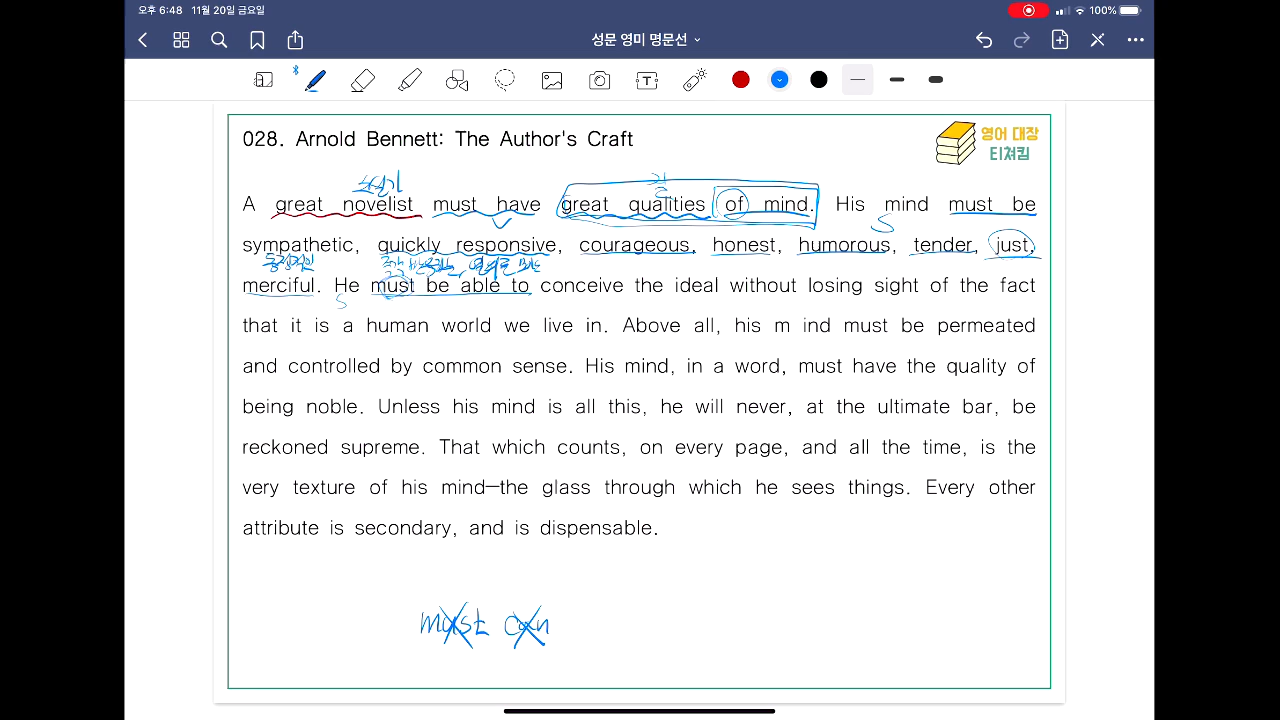 오후 6:48 11월 20일 금요일
100%
성문 영미 명문선
028. Arnold Bennett: The Author's Craft
영어 대장
티쳐킴
소설가
A great novelist must have great qualities of mind. His mind must be
S
sympathetic, quickly responsive, courageous, honest, humorous, tender, just,
merciful. He must be able to conceive the ideal without losing sight of the fact
S
that it is a human world we live in. Above all, his m ind must be permeated
and controlled by common sense. His mind, in a word, must have the quality of
being noble. Unless his mind is all this, he will never, at the ultimate bar, be
reckoned supreme. That which counts, on every page, and all the time, is the
very texture of his mind—the glass through which he sees things. Every other
attribute is secondary, and is dispensable.
must can